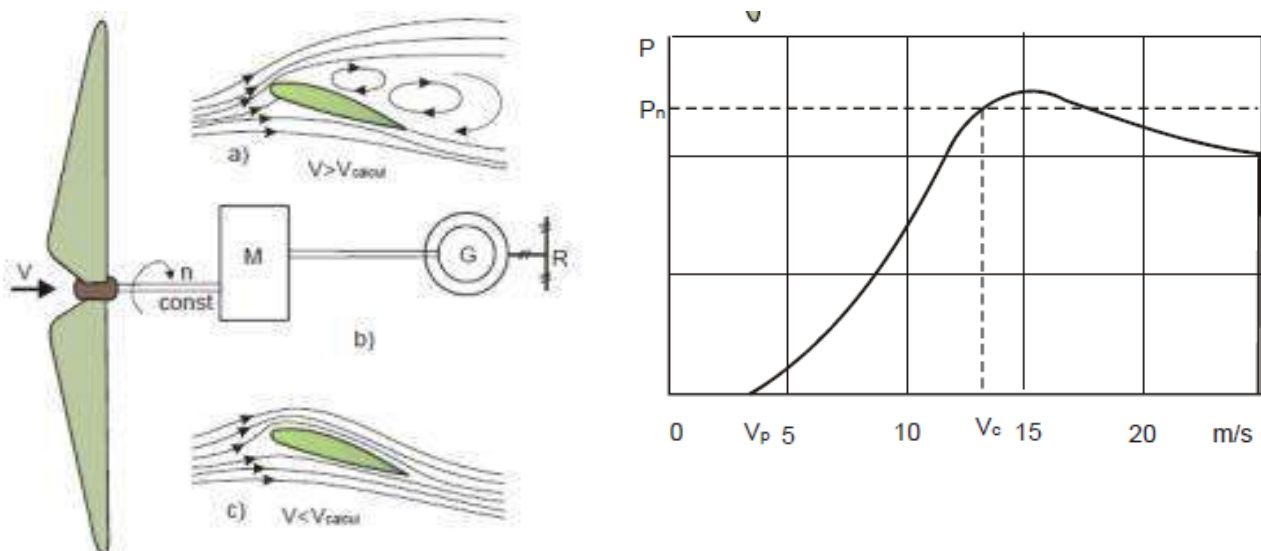 a)
V>Vcalcul
V
n
const
M
G
R
b)
c)
V<Vcalcul
P
Pn
0 Vp 5 10 Vc 15 20 m/s